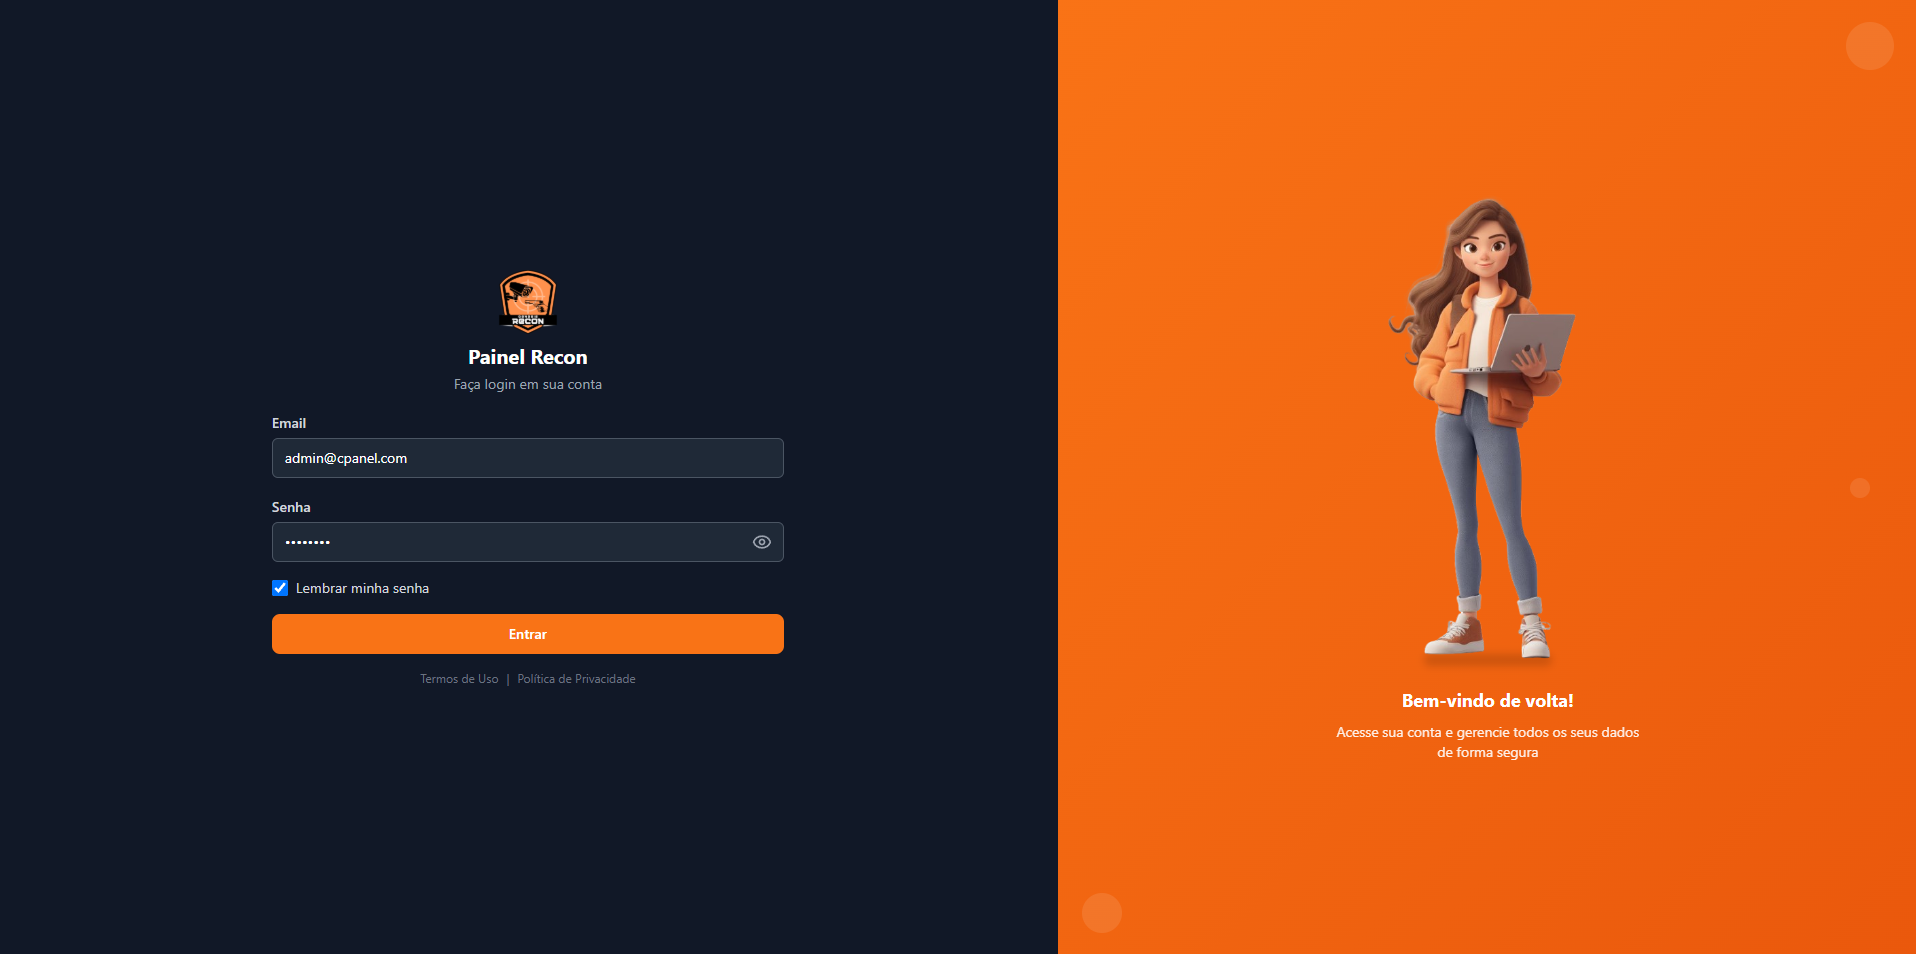 RECON
Painel Recon
Faça login em sua conta
Email
admin@cpanel.com
Senha
••••••••
Lembrar minha senha
Entrar
Termos de Uso | Política de Privacidade
Bem-vindo de volta!
Acesse sua conta e gerencie todos os seus dados
de forma segura